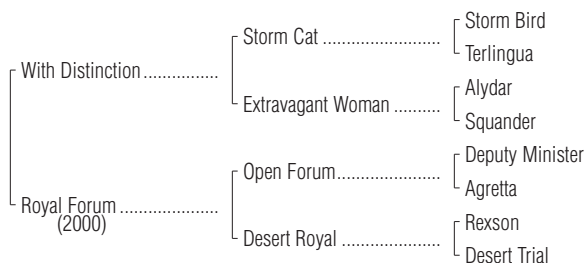 Storm Bird
Storm Cat ........................
Terlingua
With Distinction ...............
Alydar
Extravagant Woman ..........
Squander
Deputy Minister
Open Forum.....................
Agretta
Royal Forum ....................
(2000)
Rexson
Desert Royal ....................
Desert Trial